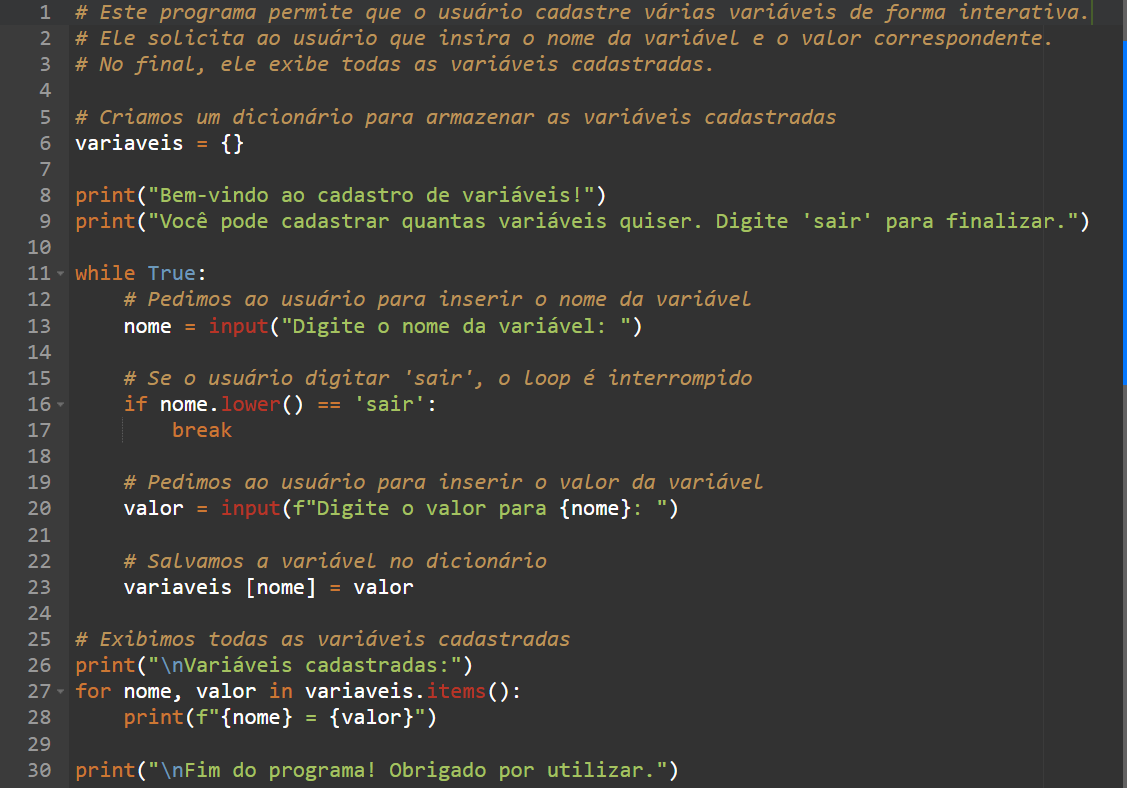 1 # Este programa permite que o usuário cadastre várias variáveis de forma interativa.
2 # Ele solicita ao usuário que insira o nome da variável e o valor correspondente.
3 # No final, ele exibe todas as variáveis cadastradas.
4
5 # Criamos um dicionário para armazenar as variáveis cadastradas
6 variaveis = {}
7
8 print("Bem-vindo ao cadastro de variáveis!")
9 print("Você pode cadastrar quantas variáveis quiser. Digite 'sair' para finalizar.")
10
11 while True:
12     # Pedimos ao usuário para inserir o nome da variável
13     nome = input("Digite o nome da variável: ")
14
15     # Se o usuário digitar 'sair', o loop é interrompido
16     if nome.lower() == 'sair':
17         break
18
19     # Pedimos ao usuário para inserir o valor da variável
20     valor = input(f"Digite o valor para {nome}: ")
21
22     # Salvamos a variável no dicionário
23     variaveis [nome] = valor
24
25 # Exibimos todas as variáveis cadastradas
26 print("\nVariáveis cadastradas:")
27 for nome, valor in variaveis.items():
28     print(f"{nome} = {valor}")
29
30 print("\nFim do programa! Obrigado por utilizar.")